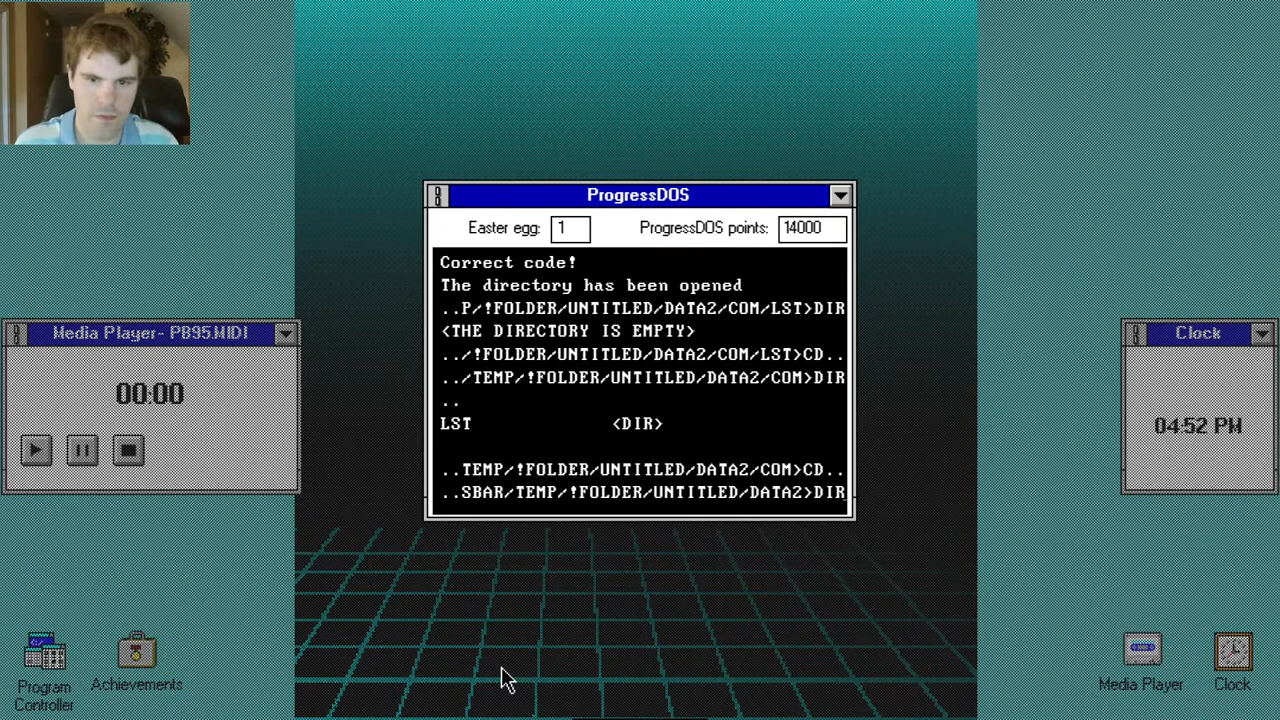 ProgressDOS
Easter egg: 1 ProgressDOS points: 14000
Correct code!
The directory has been opened
..P/!FOLDER/UNTITLED/DATA2/COM/LST>DIR
<THE DIRECTORY IS EMPTY>
../!FOLDER/UNTITLED/DATA2/COM/LST>CD..
../TEMP/!FOLDER/UNTITLED/DATA2/COM>DIR
..
LST <DIR>
..TEMP/!FOLDER/UNTITLED/DATA2/COM>CD..
..SBAR/TEMP/!FOLDER/UNTITLED/DATA2>DIR_
Media Player- PB95.MIDI
00:00
Clock
04:52 PM
Program
Controller
Achievements
Media Player
Clock